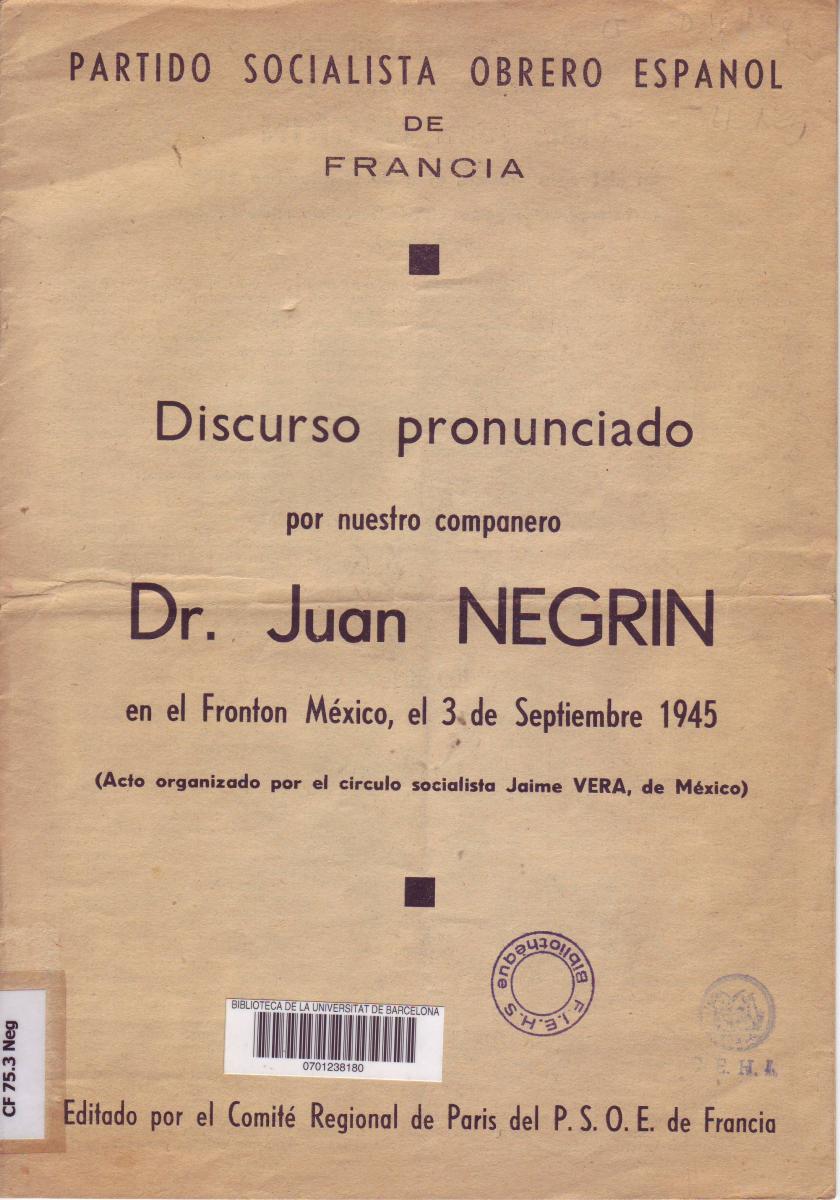 PARTIDO SOCIALISTA OBRERO ESPANOL
DE
FRANCIA
Discurso pronunciado
por nuestro companero
Dr. Juan NEGRIN
en el Fronton México, el 3 de Septiembre 1945
(Acto organizado por el circulo socialista Jaime VERA, de México)
Bibliothèque
F.I.E.H.S
E. H. I.
BIBLIOTECA DE LA UNIVERSITAT DE BARCELONA
0701238180
CF 75.3 Neg
Editado por el Comité Regional de Paris del P. S. O. E. de Francia